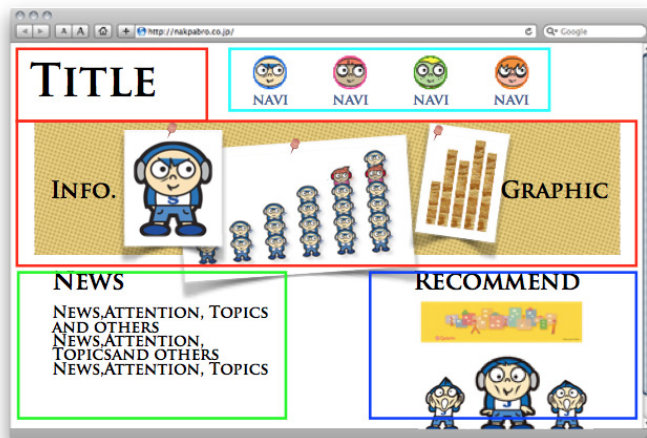 http://nakpabro.co.jp/
Google
TITLE
NAVI NAVI NAVI NAVI
INFO.
GRAPHIC
NEWS
NEWS,ATTENTION, TOPICS
AND OTHERS
NEWS,ATTENTION,
TOPICSAND OTHERS
NEWS,ATTENTION, TOPICS
RECOMMEND